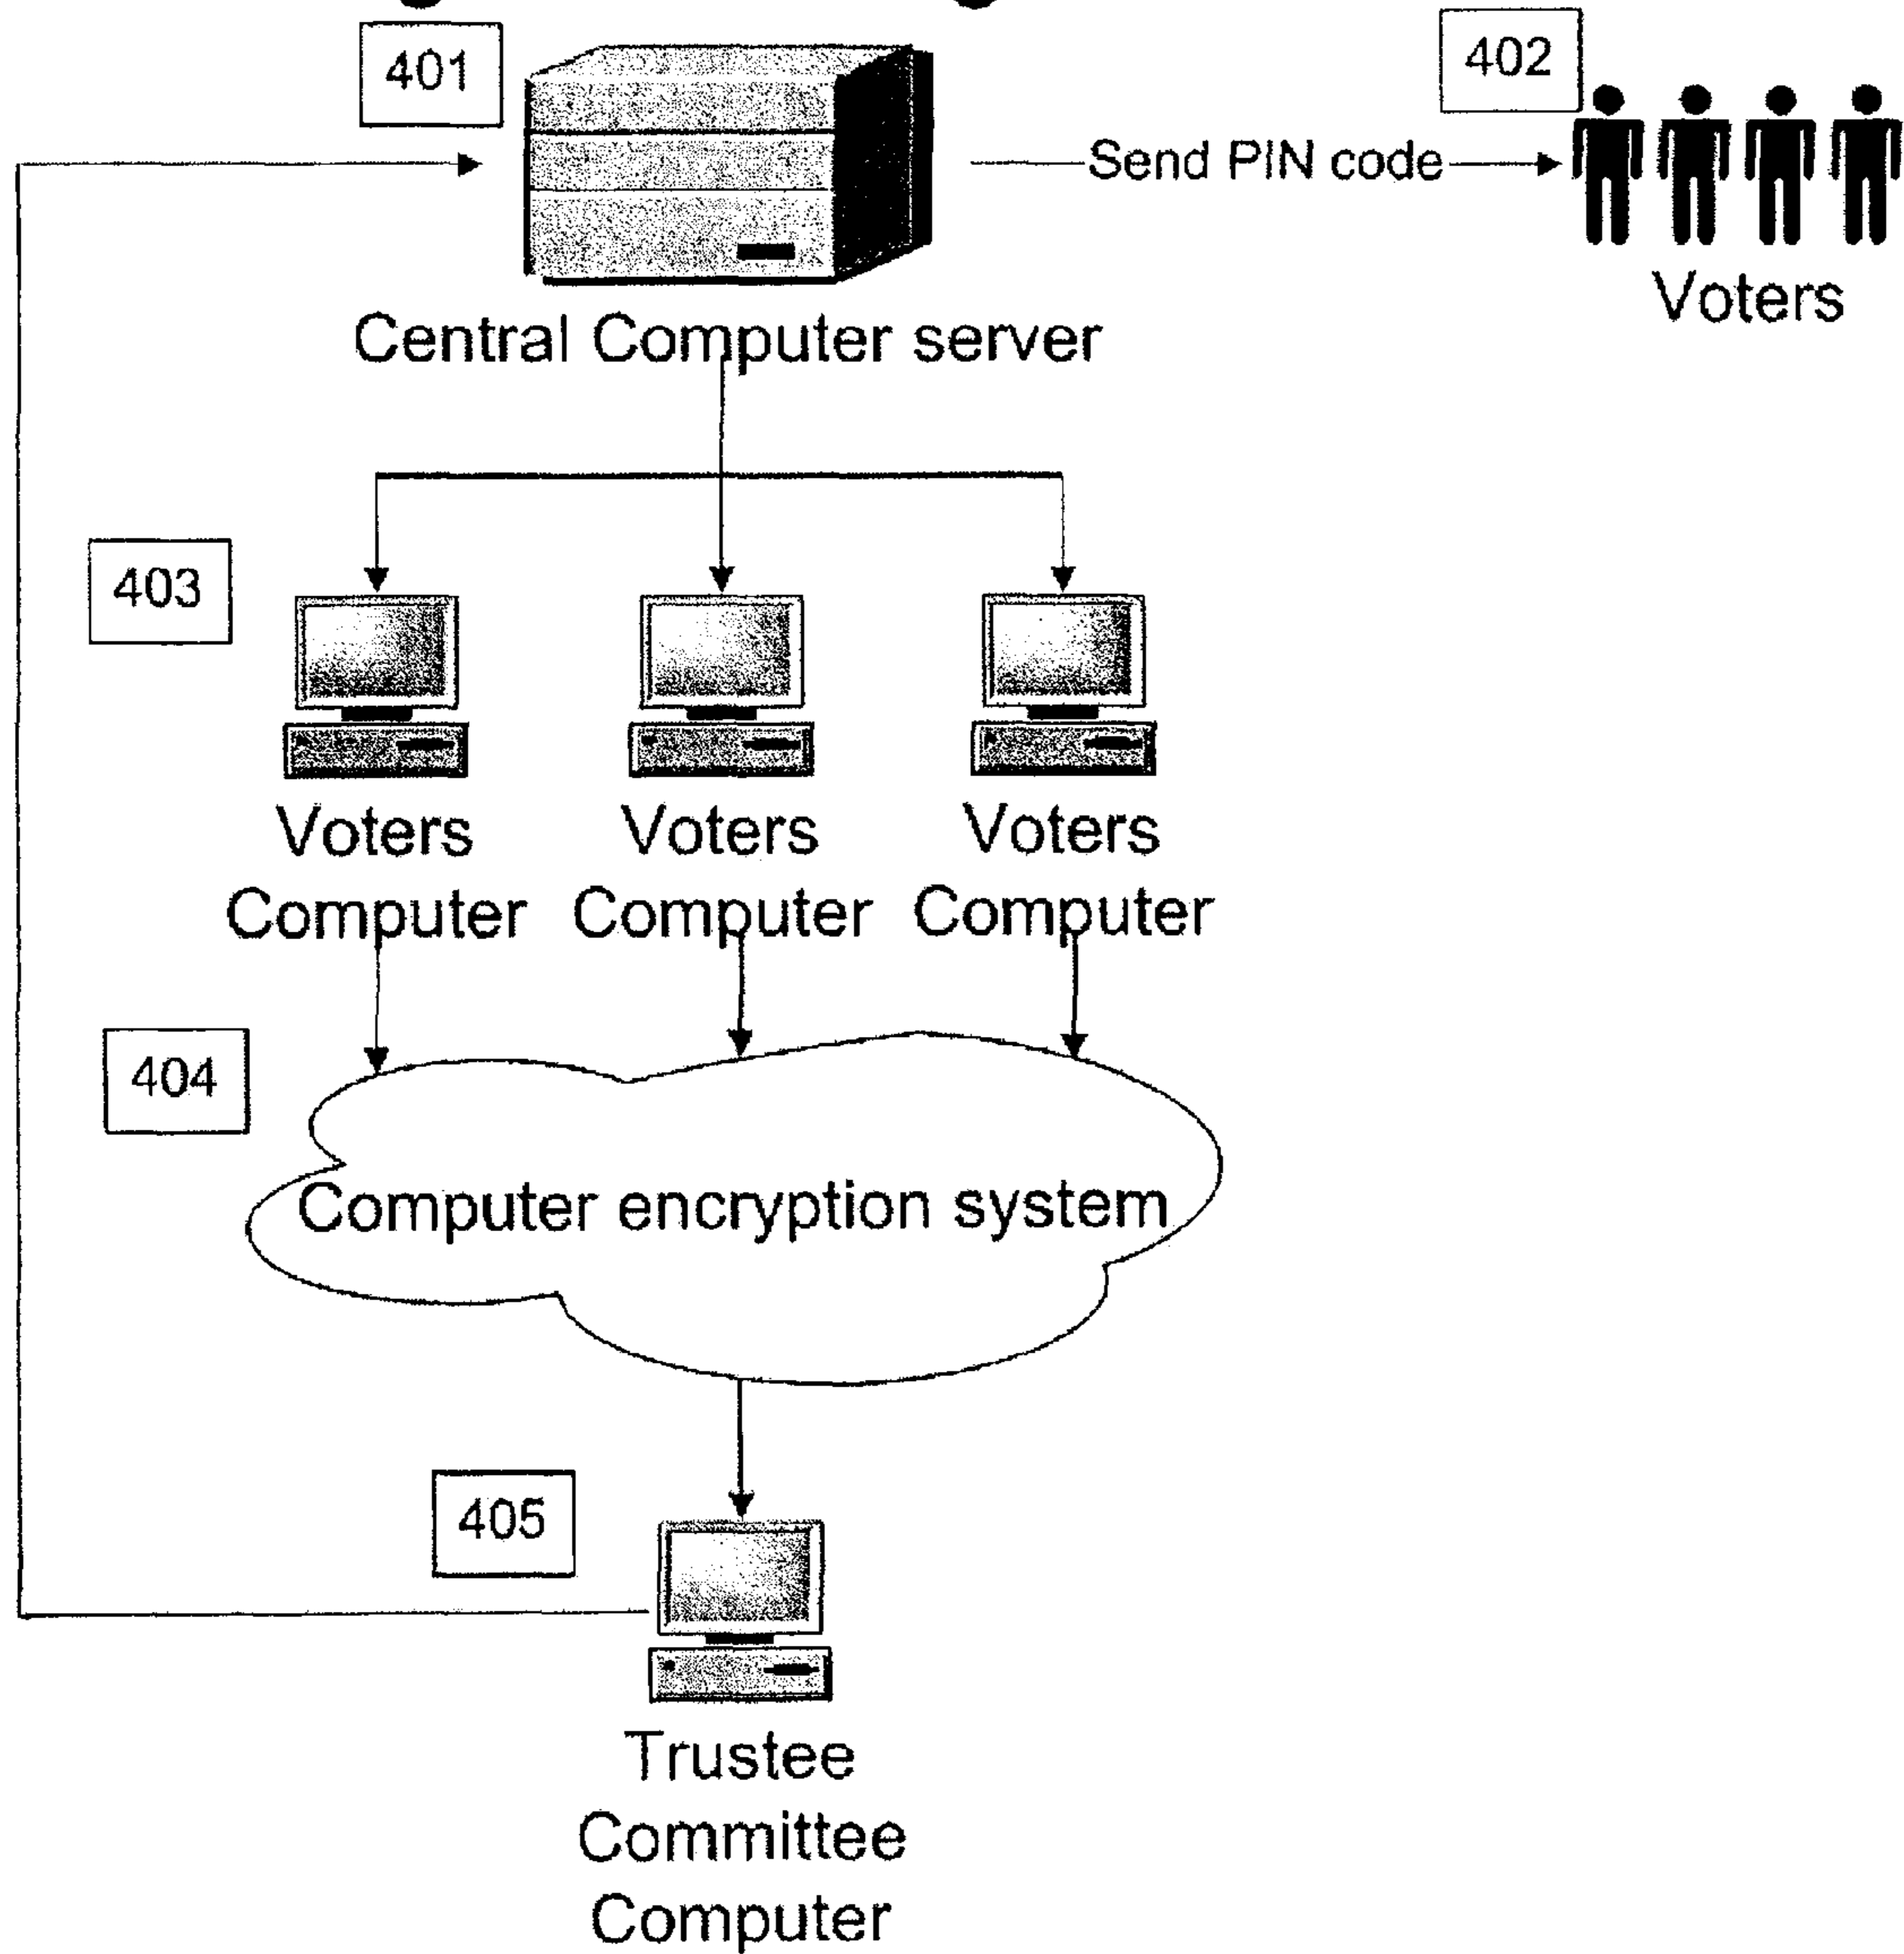 401
402
Send PIN code
Voters
Central Computer server
403
Voters Computer
Voters Computer
Voters Computer
404
Computer encryption system
405
Trustee
Committee
Computer